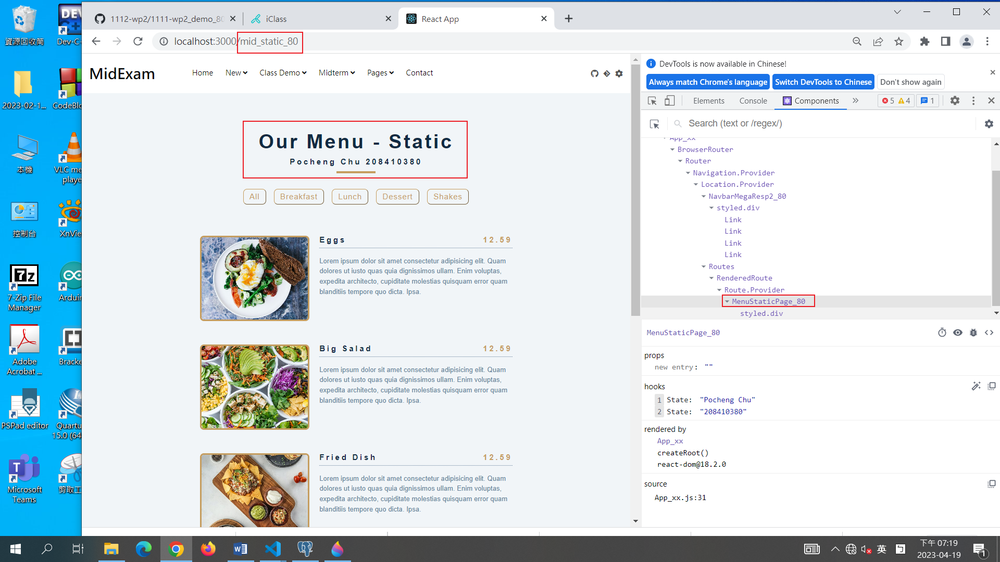 1112-wp2/1111-wp2_demo_80
iClass
React App
localhost:3000/mid_static_80
資源回收筒
Dev-C-
2023-02-1...
CodeBlo
本機
VLC me
playe
控制台
XnVie
7-Zip File
Manager
Arduin
Adobe
Acrobat ...
Bracke
PSPad editor
Quartu
15.0 (64
Microsoft
Teams
剪取工
MidExam
Home
New
Class Demo
Midterm
Pages
Contact
Our Menu - Static
Pocheng Chu 208410380
All
Breakfast
Lunch
Dessert
Shakes
Eggs
12.59
Lorem ipsum dolor sit amet consectetur adipisicing elit. Quam
dolores ut iusto quas quia dignissimos ullam. Enim voluptas,
expedita architecto, cupiditate molestias quisquam error quam
blanditiis tempore quo dicta. Ipsa.
Big Salad
12.59
Lorem ipsum dolor sit amet consectetur adipisicing elit. Quam
dolores ut iusto quas quia dignissimos ullam. Enim voluptas,
expedita architecto, cupiditate molestias quisquam error quam
blanditiis tempore quo dicta. Ipsa.
Fried Dish
12.59
Lorem ipsum dolor sit amet consectetur adipisicing elit. Quam
dolores ut iusto quas quia dignissimos ullam. Enim voluptas,
expedita architecto, cupiditate molestias quisquam error quam
blanditiis tempore quo dicta. Ipsa.
DevTools is now available in Chinese!
Always match Chrome's language
Switch DevTools to Chinese
Don't show again
Elements
Console
Components
5
4
1
Search (text or /regex/)
App_xx
BrowserRouter
Router
Navigation.Provider
Location.Provider
NavbarMegaResp2_80
styled.div
Link
Link
Link
Link
Routes
RenderedRoute
Route.Provider
MenuStaticPage_80
styled.div
MenuStaticPage_80
props
new entry: ""
hooks
1 State: "Pocheng Chu"
2 State: "208410380"
rendered by
App_xx
createRoot()
react-dom@18.2.0
source
App_xx.js:31
英
下午 07:19
2023-04-19
1